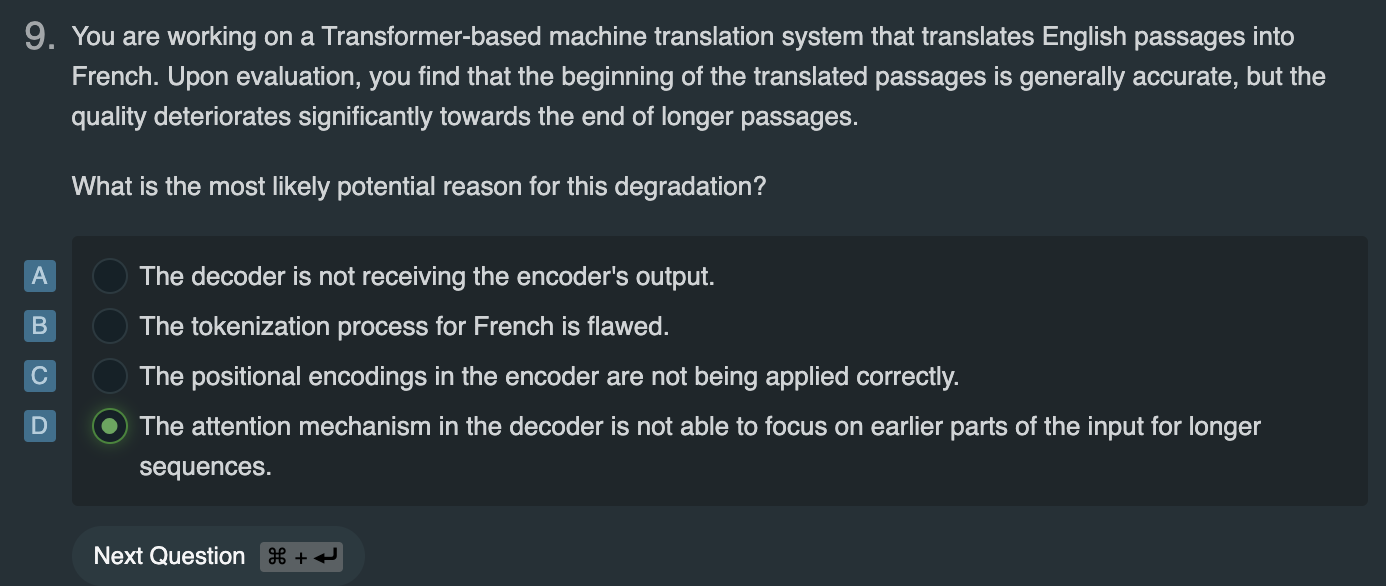 9. You are working on a Transformer-based machine translation system that translates English passages into
French. Upon evaluation, you find that the beginning of the translated passages is generally accurate, but the
quality deteriorates significantly towards the end of longer passages.
What is the most likely potential reason for this degradation?
A The decoder is not receiving the encoder's output.
B The tokenization process for French is flawed.
C The positional encodings in the encoder are not being applied correctly.
D The attention mechanism in the decoder is not able to focus on earlier parts of the input for longer
sequences.
Next Question ⌘ + ↵